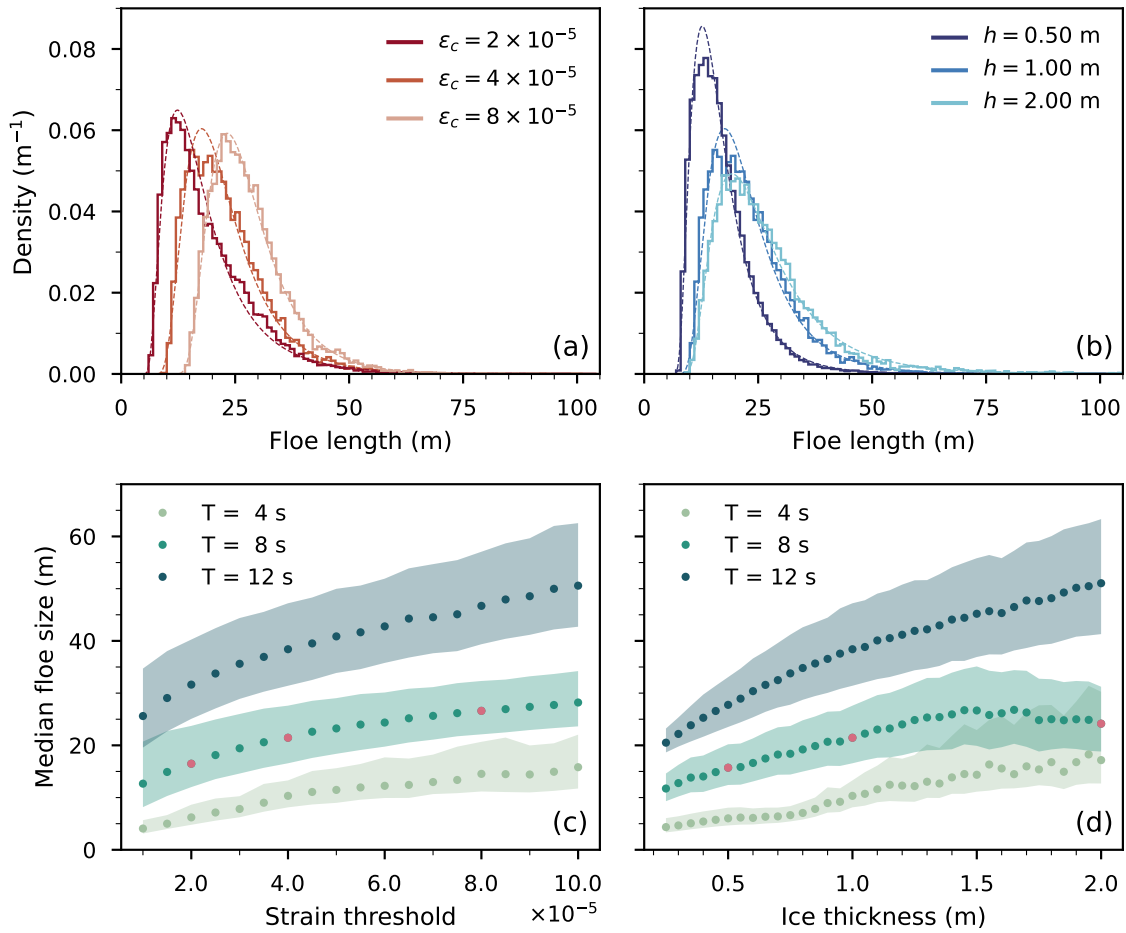 0.08
0.06
0.04
0.02
0.00
Density (m⁻¹)
ε_c = 2 × 10⁻⁵
ε_c = 4 × 10⁻⁵
ε_c = 8 × 10⁻⁵
(a)
0 25 50 75 100
Floe length (m)
h = 0.50 m
h = 1.00 m
h = 2.00 m
(b)
0 25 50 75 100
Floe length (m)
60
40
20
0
Median floe size (m)
T = 4 s
T = 8 s
T = 12 s
(c)
2.0 4.0 6.0 8.0 10.0
Strain threshold
×10⁻⁵
T = 4 s
T = 8 s
T = 12 s
(d)
0.5 1.0 1.5 2.0
Ice thickness (m)